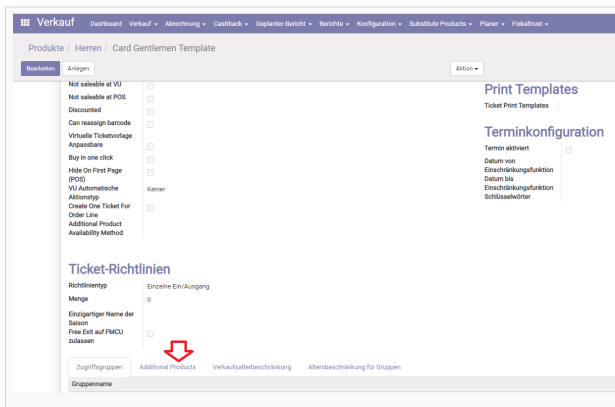 Verkauf Dashboard Verkauf Abrechnung Cashback Geplanter Bericht Berichte Konfiguration Substitute Products Planer Fiskaltrust
Produkte / Herren / Card Gentlemen Template
Bearbeiten Anlegen Aktion
Not saleable at VU
Not saleable at POS
Discounted
Can reassign barcode
Virtuelle Ticketvorlage
Anpassbare
Buy in one click
Hide On First Page
(POS)
VU Automatische Keiner
Aktionstyp
Create One Ticket For
Order Line
Additional Product
Availability Method
Print Templates
Ticket Print Templates
Terminkonfiguration
Termin aktiviert
Datum von
Einschränkungsfunktion
Datum bis
Einschränkungsfunktion
Schlüsselwörter
Ticket-Richtlinien
Richtlinientyp Einzelne Ein/Ausgang
Menge 0
Einzigartiger Name der
Saison
Free Exit auf FMCU
zulassen
Zugriffsgruppen Additional Products Verkaufsalterbeschränkung Altersbeschränkung für Gruppen
Gruppenname